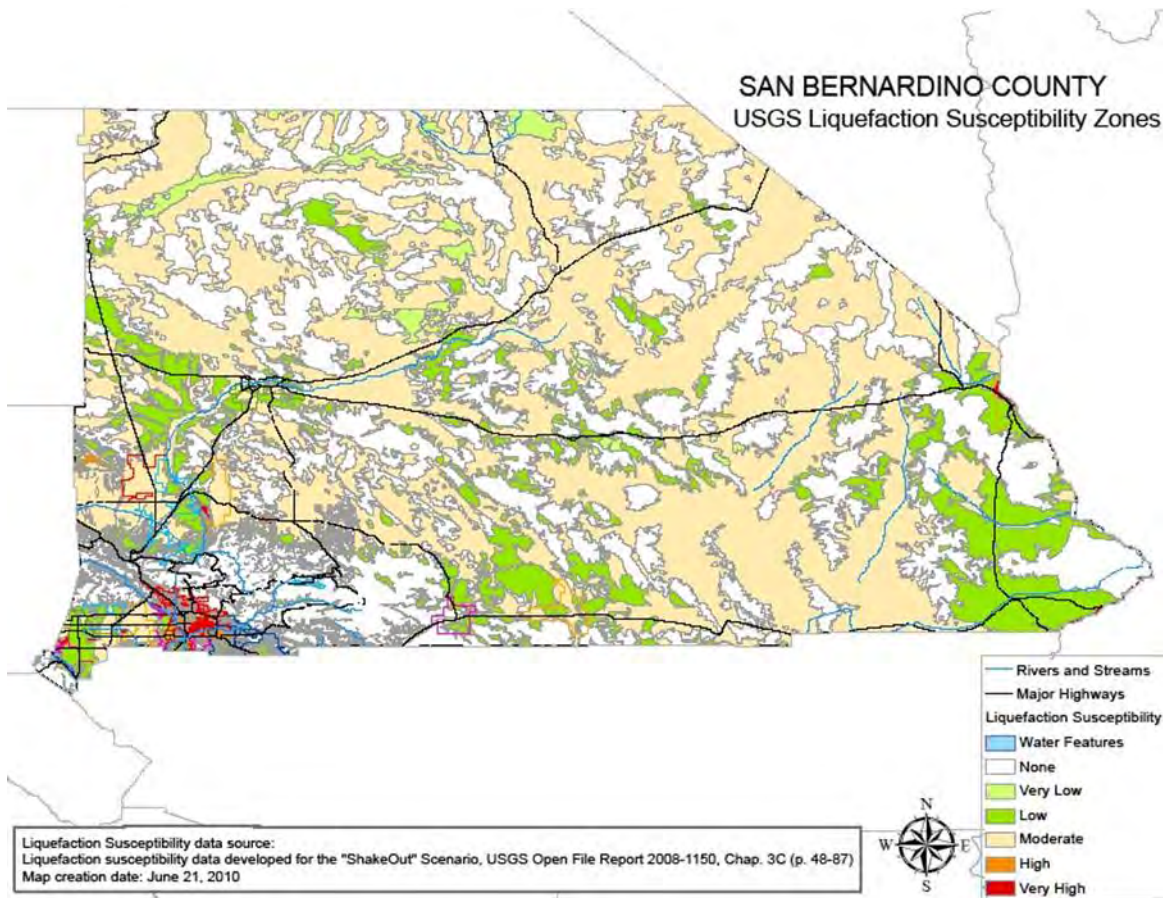 SAN BERNARDINO COUNTY
USGS Liquefaction Susceptibility Zones
Rivers and Streams
Major Highways
Liquefaction Susceptibility
Water Features
None
Very Low
Low
Moderate
High
Very High
N
W
E
S
Liquefaction Susceptibility data source:
Liquefaction susceptibility data developed for the "ShakeOut" Scenario, USGS Open File Report 2008-1150, Chap. 3C (p. 48-87)
Map creation date: June 21, 2010